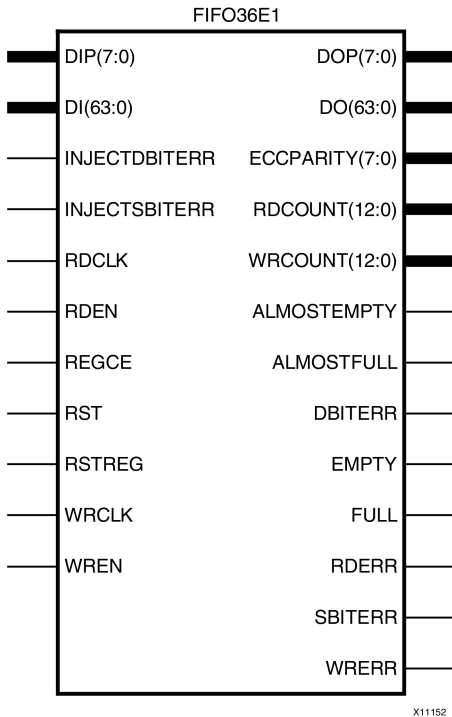 FIFO36E1
DIP(7:0) DOP(7:0)
DI(63:0) DO(63:0)
INJECTDBITERR ECCPARITY(7:0)
INJECTSBITERR RDCOUNT(12:0)
RDCLK WRCOUNT(12:0)
RDEN ALMOSTEMPTY
REGCE ALMOSTFULL
RST DBITERR
RSTREG EMPTY
WRCLK FULL
WREN RDERR
SBITERR
WRERR
X11152